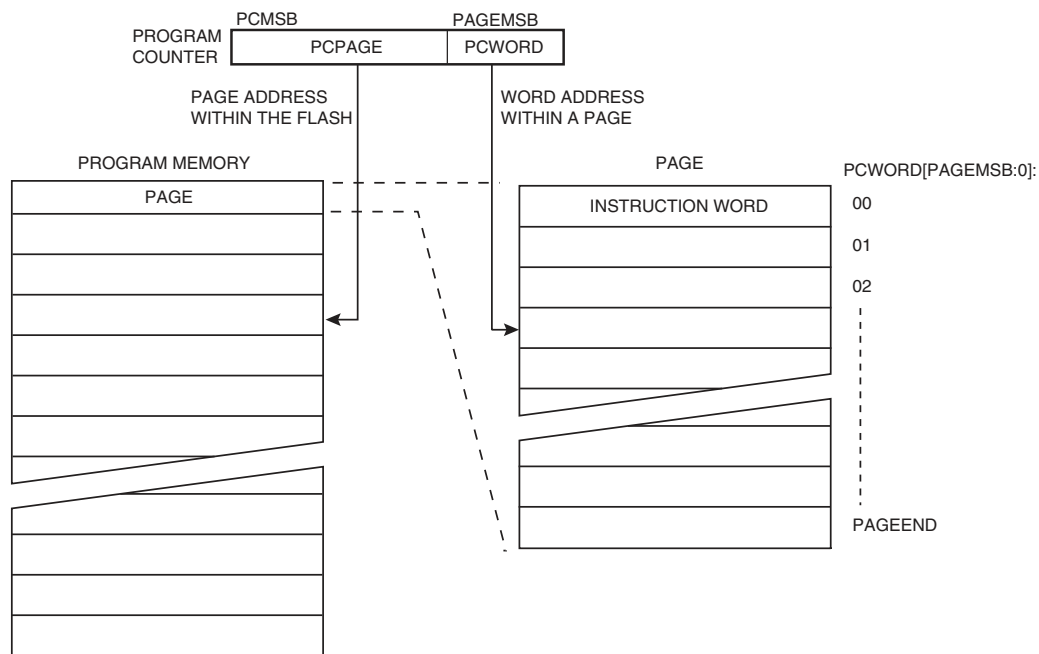 PCMSB
PAGEMSB
PROGRAM
COUNTER
PCPAGE
PCWORD
PAGE ADDRESS
WITHIN THE FLASH
WORD ADDRESS
WITHIN A PAGE
PROGRAM MEMORY
PAGE
PAGE
PCWORD[PAGEMSB:0]:
INSTRUCTION WORD
00
01
02
PAGEEND